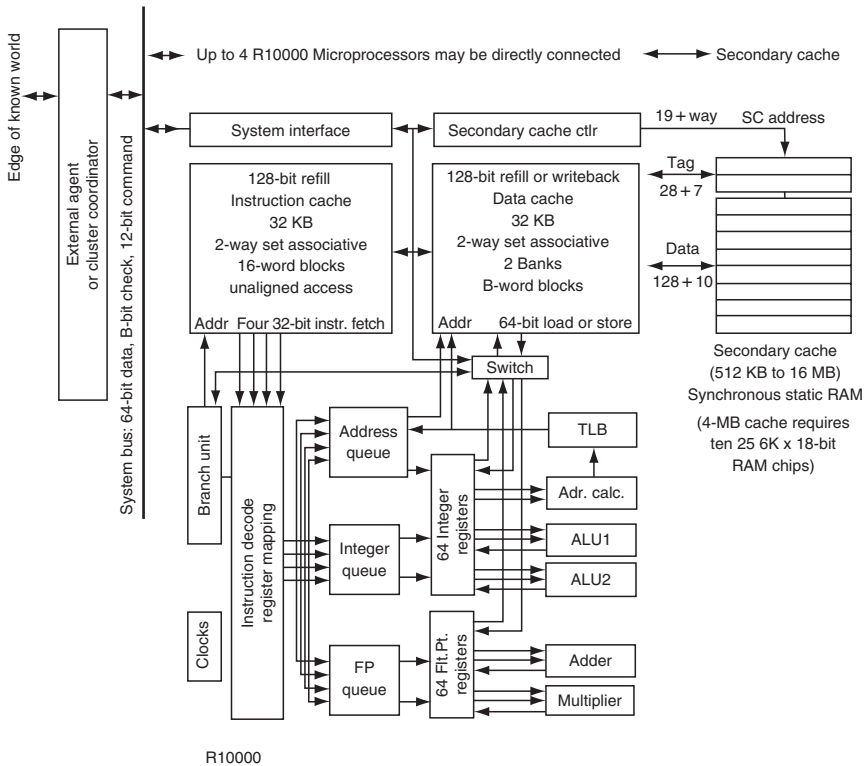 Up to 4 R10000 Microprocessors may be directly connected
Secondary cache
Edge of known world
External agent
or cluster coordinator
System bus: 64-bit data, B-bit check, 12-bit command
System interface
Secondary cache ctlr
19 + way
SC address
128-bit refill
Instruction cache
32 KB
2-way set associative
16-word blocks
unaligned access
Addr Four 32-bit instr. fetch
128-bit refill or writeback
Data cache
32 KB
2-way set associative
2 Banks
B-word blocks
Addr 64-bit load or store
Tag
28 + 7
Data
128 + 10
Secondary cache
(512 KB to 16 MB)
Synchronous static RAM
(4-MB cache requires
ten 25 6K x 18-bit
RAM chips)
Switch
Branch unit
Clocks
Instruction decode
register mapping
Address
queue
Integer
queue
FP
queue
64 Integer
registers
64 Flt.Pt.
registers
TLB
Adr. calc.
ALU1
ALU2
Adder
Multiplier
R10000